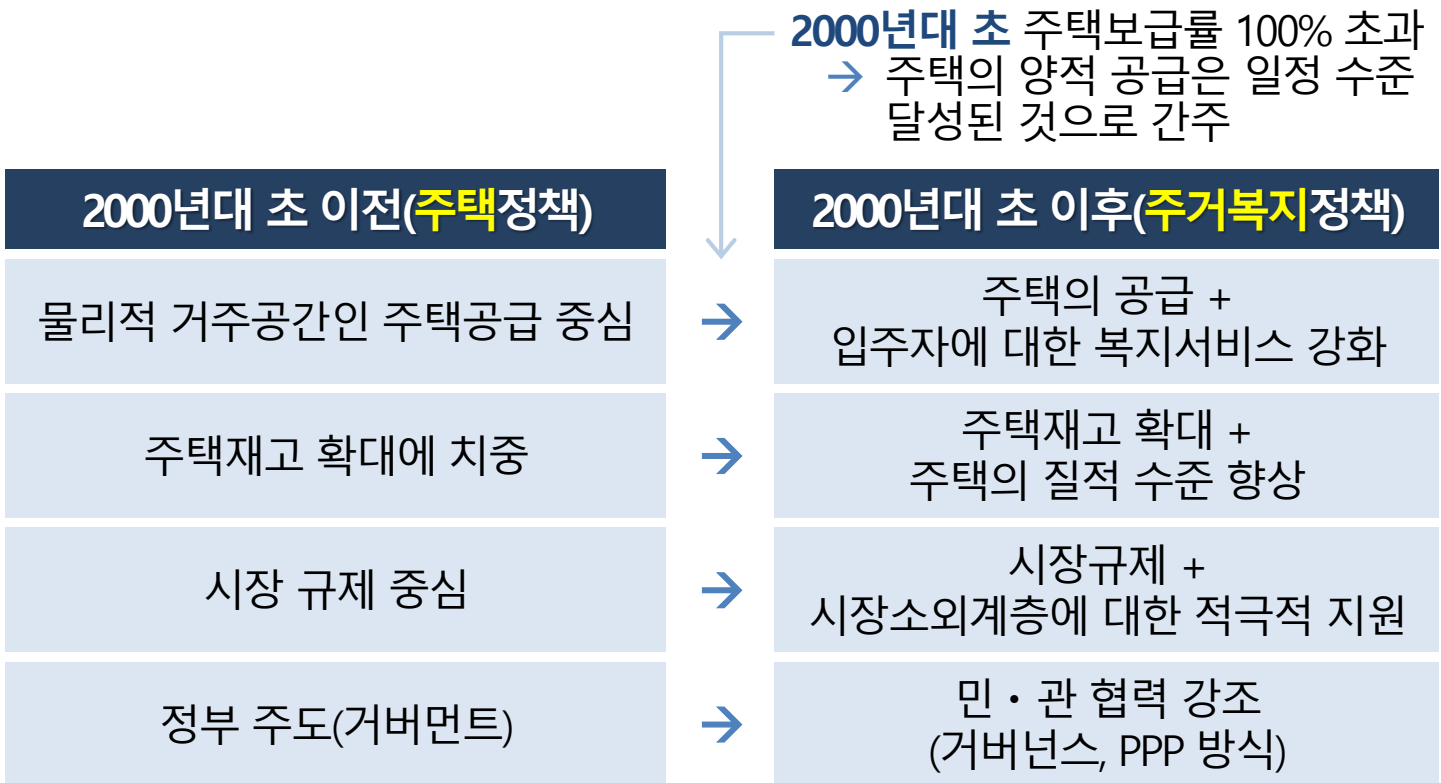 2000년대 초 주택보급률 100% 초과
→ 주택의 양적 공급은 일정 수준
달성된 것으로 간주
2000년대 초 이전(주택정책)
2000년대 초 이후(주거복지정책)
물리적 거주공간인 주택공급 중심
→
주택의 공급 +
입주자에 대한 복지서비스 강화
주택재고 확대에 치중
→
주택재고 확대 +
주택의 질적 수준 향상
시장 규제 중심
→
시장규제 +
시장소외계층에 대한 적극적 지원
정부 주도(거버먼트)
→
민・관 협력 강조
(거버넌스, PPP 방식)